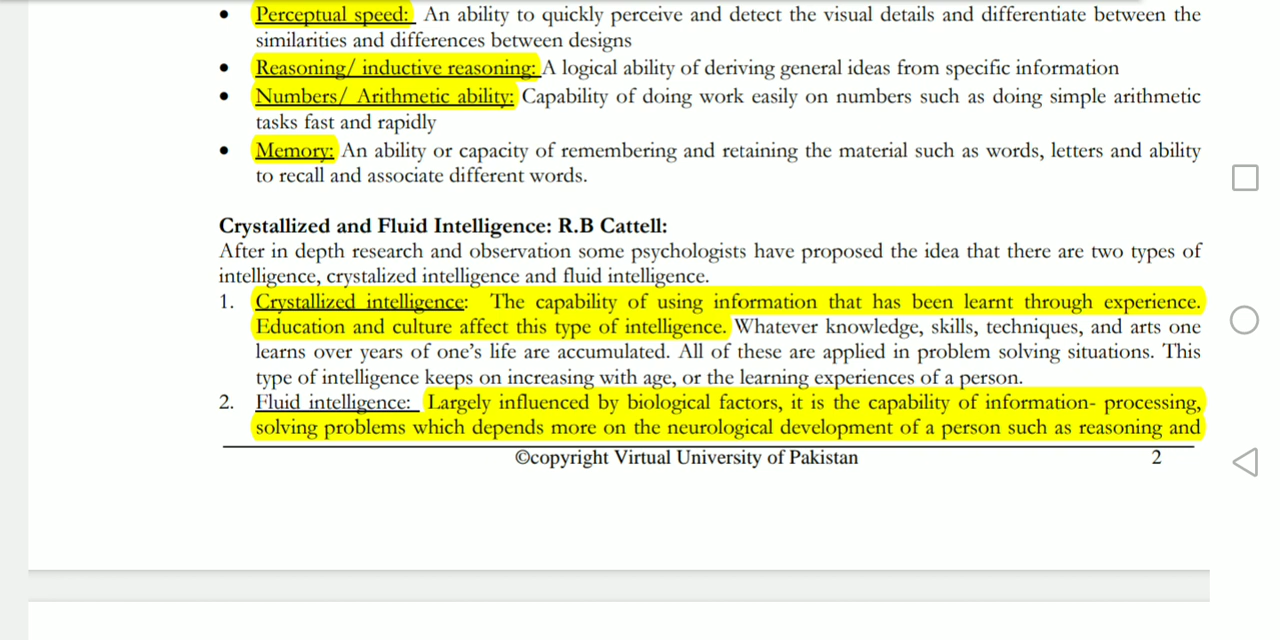 • Perceptual speed: An ability to quickly perceive and detect the visual details and differentiate between the
similarities and differences between designs
• Reasoning/ inductive reasoning: A logical ability of deriving general ideas from specific information
• Numbers/ Arithmetic ability: Capability of doing work easily on numbers such as doing simple arithmetic
tasks fast and rapidly
• Memory: An ability or capacity of remembering and retaining the material such as words, letters and ability
to recall and associate different words.
Crystallized and Fluid Intelligence: R.B Cattell:
After in depth research and observation some psychologists have proposed the idea that there are two types of
intelligence, crystalized intelligence and fluid intelligence.
1. Crystallized intelligence: The capability of using information that has been learnt through experience.
Education and culture affect this type of intelligence. Whatever knowledge, skills, techniques, and arts one
learns over years of one's life are accumulated. All of these are applied in problem solving situations. This
type of intelligence keeps on increasing with age, or the learning experiences of a person.
2. Fluid intelligence: Largely influenced by biological factors, it is the capability of information- processing,
solving problems which depends more on the neurological development of a person such as reasoning and
©copyright Virtual University of Pakistan 2